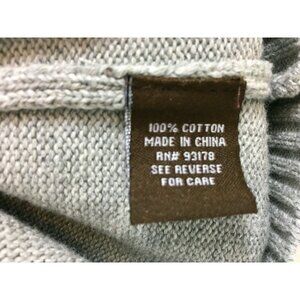 100% COTTON
MADE IN CHINA
RN# 93178
SEE REVERSE
FOR CARE